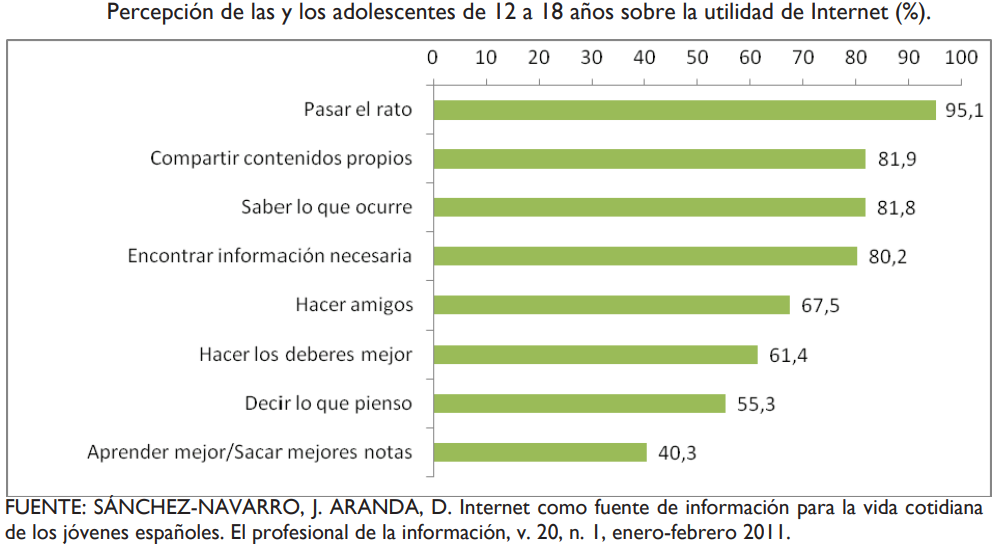 Percepción de las y los adolescentes de 12 a 18 años sobre la utilidad de Internet (%).
0 10 20 30 40 50 60 70 80 90 100
Pasar el rato 95,1
Compartir contenidos propios 81,9
Saber lo que ocurre 81,8
Encontrar información necesaria 80,2
Hacer amigos 67,5
Hacer los deberes mejor 61,4
Decir lo que pienso 55,3
Aprender mejor/Sacar mejores notas 40,3
FUENTE: SÁNCHEZ-NAVARRO, J. ARANDA, D. Internet como fuente de información para la vida cotidiana
de los jóvenes españoles. El profesional de la información, v. 20, n. 1, enero-febrero 2011.